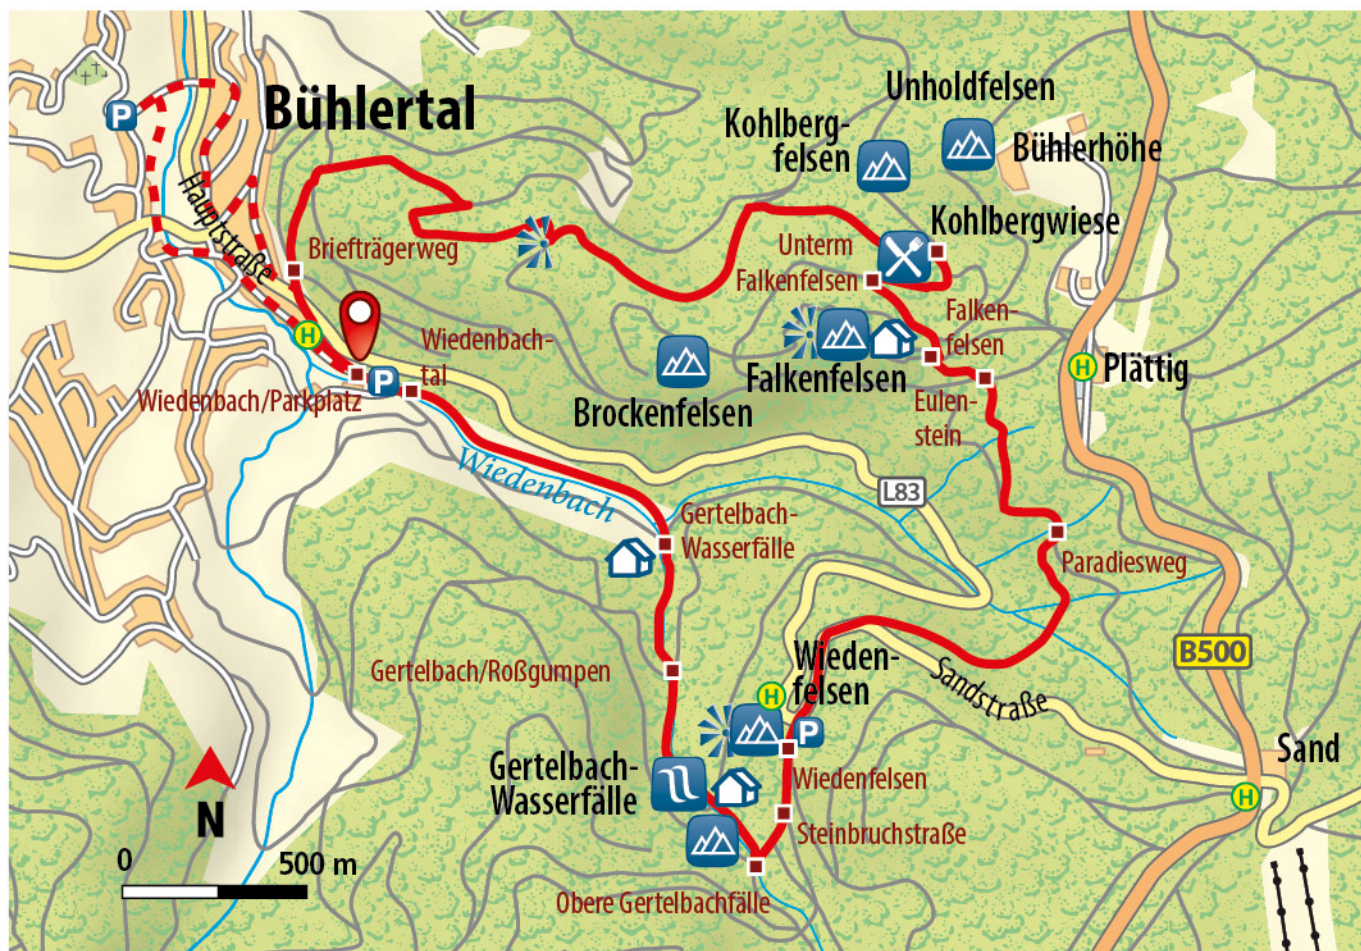 Bühlertal
P
Hauptstraße
Briefträgerweg
H
Wiedenbach-
tal
P
Wiedenbach/Parkplatz
Wiedenbach
Unholdfelsen
Kohlberg-
felsen
Bühlerhöhe
Kohlbergwiese
Unterm
Falkenfelsen
Falken-
felsen
Falkenfelsen
Brockenfelsen
Eulen-
stein
H
Plättig
L83
Gertelbach-
Wasserfälle
Paradiesweg
Gertelbach/Roßgumpen
Wieden-
felsen
H
P
Sandstraße
B500
Sand
H
Gertelbach-
Wasserfälle
Wiedenfelsen
Steinbruchstraße
Obere Gertelbachfälle
N
0
500 m